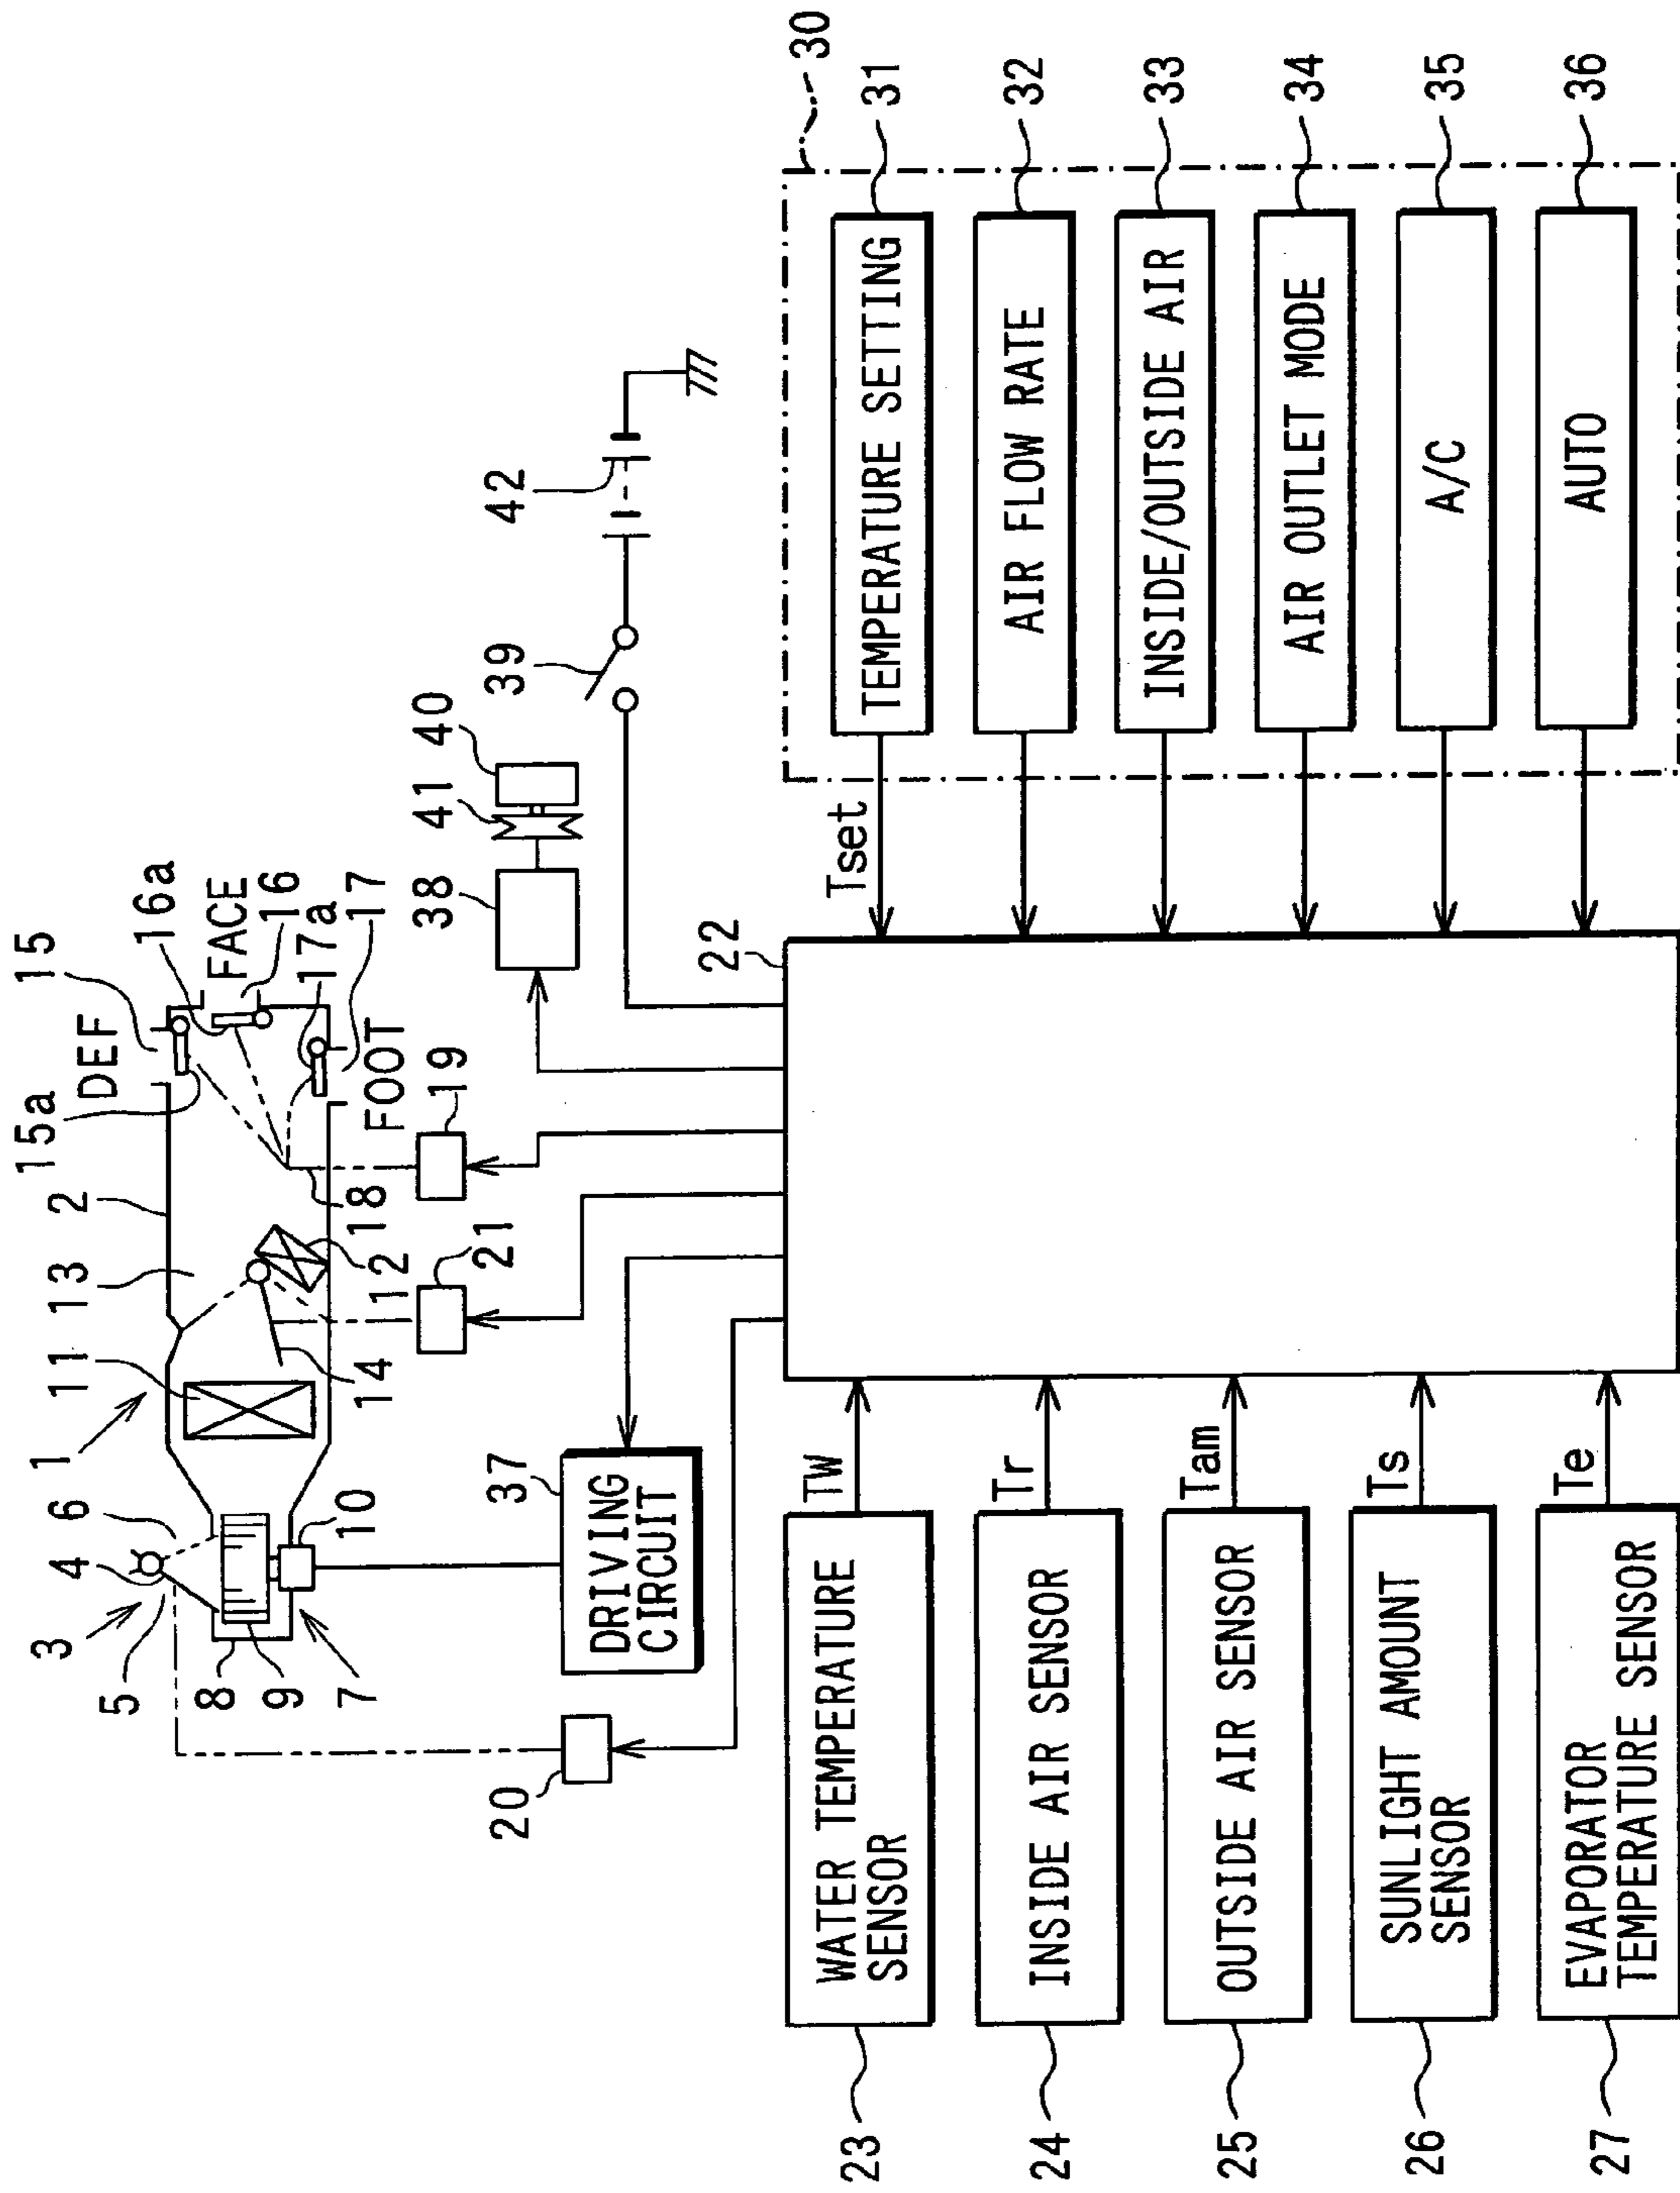 15a
15
DEF
16a
FACE
16
17a
17
FOOT
2
13
1
11
6
4
3
5
8
9
7
10
14
12
18
19
21
20
37
DRIVING
CIRCUIT
38
41
40
39
42
22
23
WATER TEMPERATURE
SENSOR
TW
24
INSIDE AIR SENSOR
Tr
25
OUTSIDE AIR SENSOR
Tam
26
SUNLIGHT AMOUNT
SENSOR
Ts
27
EVAPORATOR
TEMPERATURE SENSOR
Te
30
Tset
TEMPERATURE SETTING
31
AIR FLOW RATE
32
INSIDE/OUTSIDE AIR
33
AIR OUTLET MODE
34
A/C
35
AUTO
36